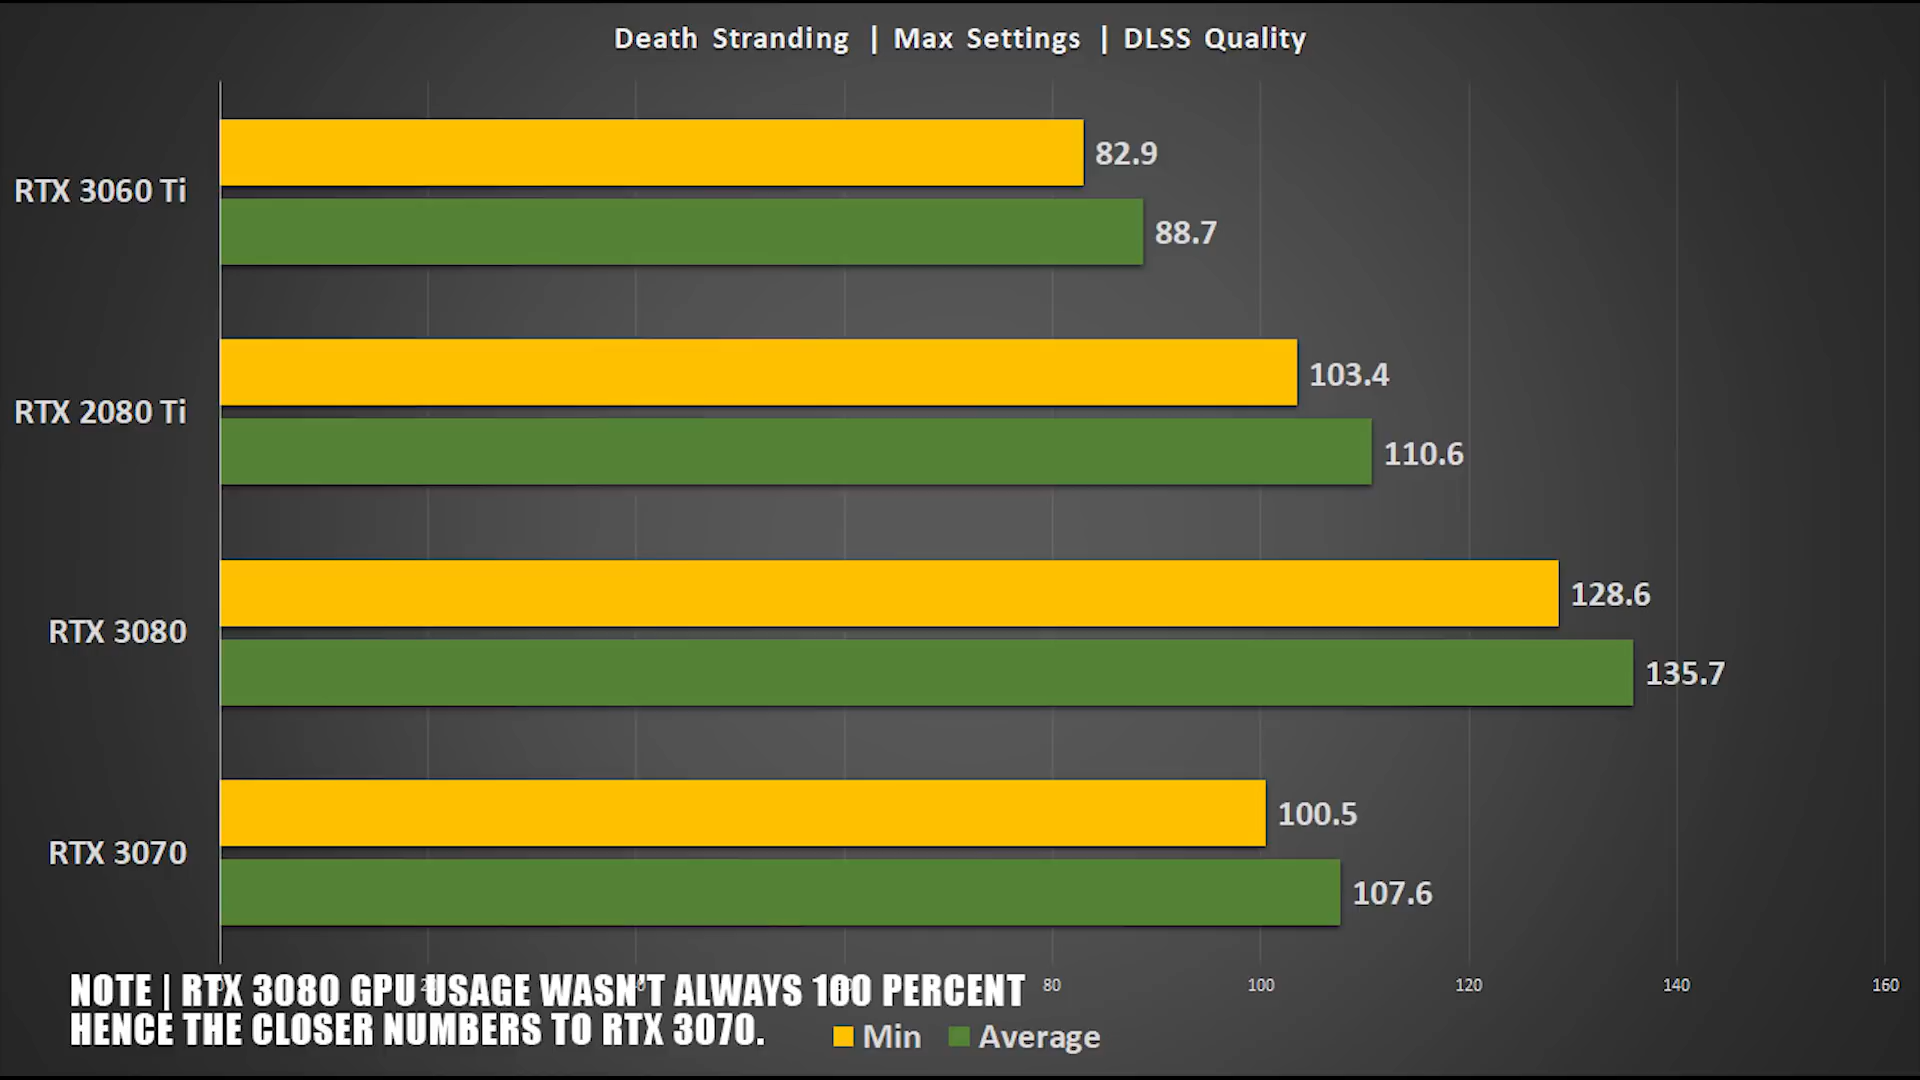 Death Stranding | Max Settings | DLSS Quality
RTX 3060 Ti
82.9
88.7
RTX 2080 Ti
103.4
110.6
RTX 3080
128.6
135.7
RTX 3070
100.5
107.6
80 100 120 140 160
NOTE | RTX 3080 GPU USAGE WASN'T ALWAYS 100 PERCENT
HENCE THE CLOSER NUMBERS TO RTX 3070.
Min Average